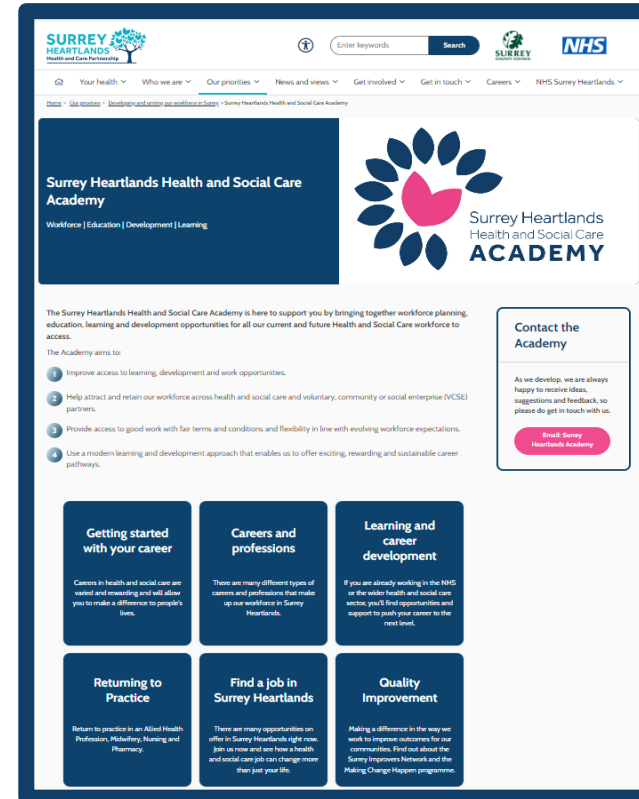 SURREY
HEARTLANDS
Health and Care Partnership
Enter keywords
Search
SURREY
COUNTY COUNCIL
NHS
Your health
Who we are
Our priorities
News and views
Get involved
Get in touch
Careers
NHS Surrey Heartlands
Home > Our priorities > Developing and uniting our workforce in Surrey > Surrey Heartlands Health and Social Care Academy
Surrey Heartlands Health and Social Care
Academy
Workforce | Education | Development | Learning
Surrey Heartlands
Health and Social Care
ACADEMY
The Surrey Heartlands Health and Social Care Academy is here to support you by bringing together workforce planning,
education, learning and development opportunities for all our current and future Health and Social Care workforce to
access.
The Academy aims to:
1 Improve access to learning, development and work opportunities.
2 Help attract and retain our workforce across health and social care and voluntary, community or social enterprise (VCSE)
partners.
3 Provide access to good work with fair terms and conditions and flexibility in line with evolving workforce expectations.
4 Use a modern learning and development approach that enables us to offer exciting, rewarding and sustainable career
pathways.
Contact the
Academy
As we develop, we are always
happy to receive ideas,
suggestions and feedback, so
please do get in touch with us.
Email: Surrey
Heartlands Academy
Getting started
with your career
Careers in health and social care are
varied and rewarding and will allow
you to make a difference to people's
lives.
Careers and
professions
There are many different types of
careers and professions that make
up our workforce in Surrey
Heartlands.
Learning and
career
development
If you are already working in the NHS
or the wider health and social care
sector, you'll find opportunities and
support to push your career to the
next level.
Returning to
Practice
Return to practice in an Allied Health
Profession, Midwifery, Nursing and
Pharmacy.
Find a job in
Surrey Heartlands
There are many opportunities on
offer in Surrey Heartlands right now.
Join us now and see how a health
and social care job can change more
than just your life.
Quality
Improvement
Making a difference in the way we
work to improve outcomes for our
communities. Find out about the
Surrey Improvers Network and the
Making Change Happen programme.